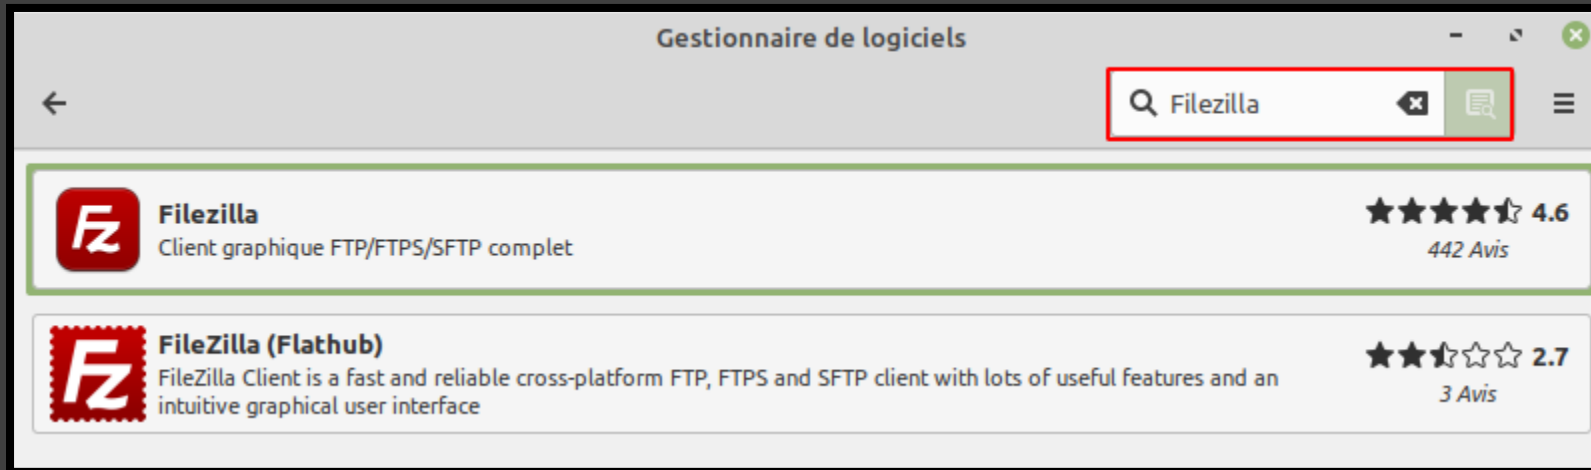 Gestionnaire de logiciels
Filezilla
Fz
Filezilla
Client graphique FTP/FTPS/SFTP complet
4.6
442 Avis
Fz
FileZilla (Flathub)
FileZilla Client is a fast and reliable cross-platform FTP, FTPS and SFTP client with lots of useful features and an
intuitive graphical user interface
2.7
3 Avis